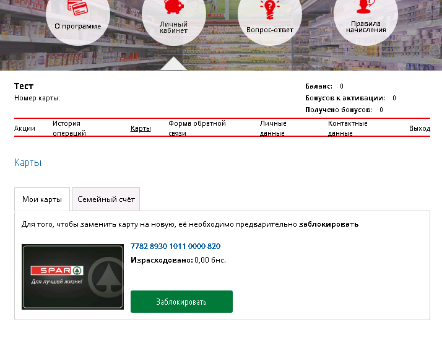 О программе
Личный
кабинет
Вопрос-ответ
Правила
начисления
Тест
Номер карты:
Баланс: 0
Бонусов к активации: 0
Получено бонусов: 0
Акции
История
операций
Карты
Форма обратной
связи
Личные
данные
Контактные
данные
Выход
Карты
Мои карты
Семейный счёт
Для того, чтобы заменить карту на новую, её необходимо предварительно заблокировать
7782 8930 1011 0000 820
Израсходовано: 0,00 бнс.
SPAR
Для лучшей жизни!
Заблокировать